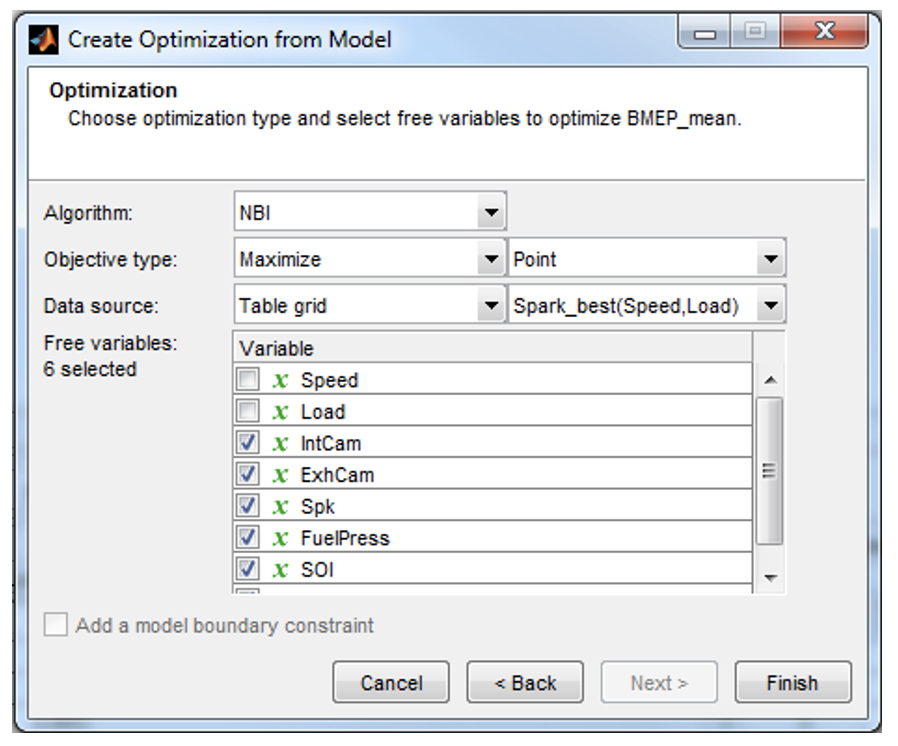 Create Optimization from Model
Optimization
Choose optimization type and select free variables to optimize BMEP_mean.
Algorithm: NBI
Objective type: Maximize Point
Data source: Table grid Spark_best(Speed,Load)
Free variables:
6 selected
Variable
x Speed
x Load
x IntCam
x ExhCam
x Spk
x FuelPress
x SOI
Add a model boundary constraint
Cancel < Back Next > Finish